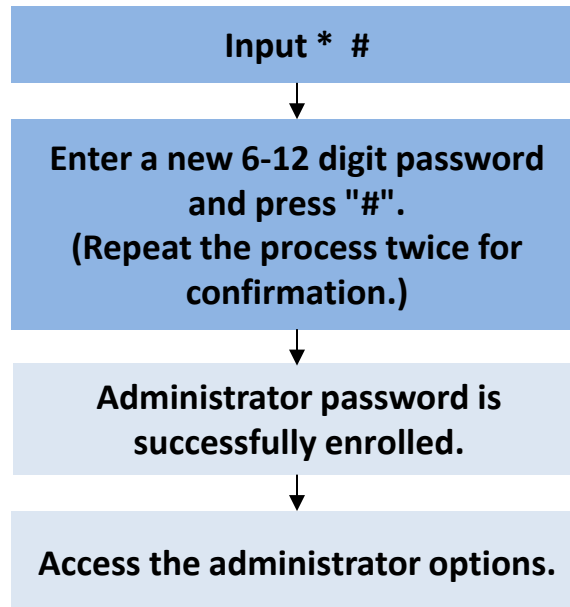 Input * #
Enter a new 6-12 digit password
and press "#".
(Repeat the process twice for
confirmation.)
Administrator password is
successfully enrolled.
Access the administrator options.